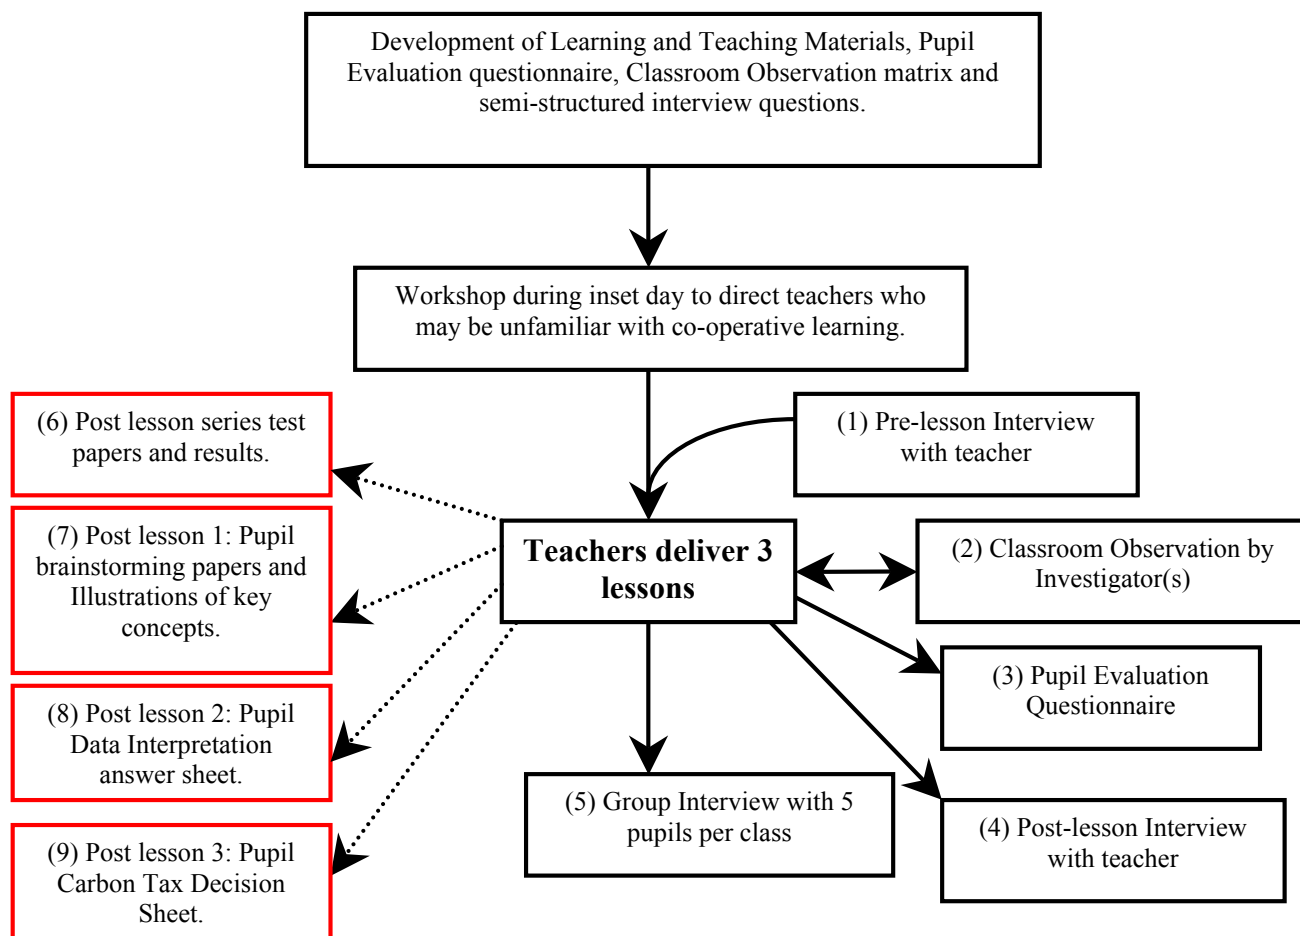 Development of Learning and Teaching Materials, Pupil
Evaluation questionnaire, Classroom Observation matrix and
semi-structured interview questions.
Workshop during inset day to direct teachers who
may be unfamiliar with co-operative learning.
(6) Post lesson series test
papers and results.
(1) Pre-lesson Interview
with teacher
(7) Post lesson 1: Pupil
brainstorming papers and
Illustrations of key
concepts.
Teachers deliver 3
lessons
(2) Classroom Observation by
Investigator(s)
(3) Pupil Evaluation
Questionnaire
(8) Post lesson 2: Pupil
Data Interpretation
answer sheet.
(5) Group Interview with 5
pupils per class
(4) Post-lesson Interview
with teacher
(9) Post lesson 3: Pupil
Carbon Tax Decision
Sheet.